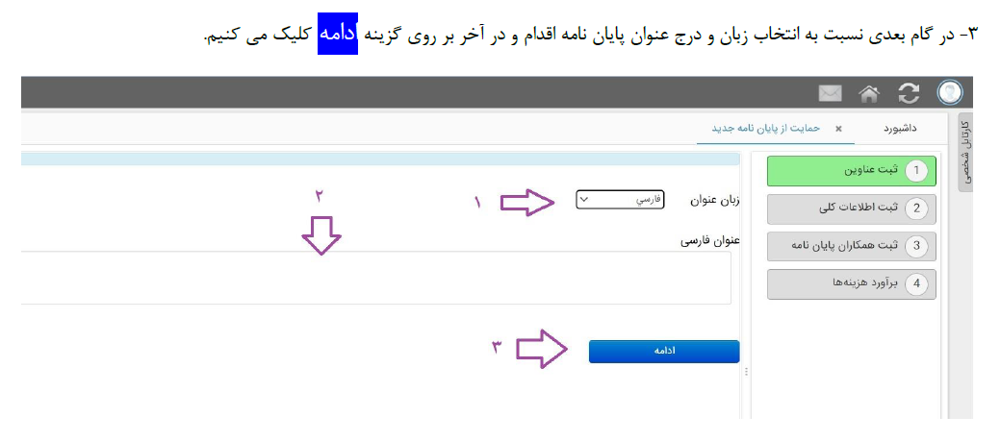 ۳- در گام بعدی نسبت به انتخاب زبان و درج عنوان پایان نامه اقدام و در آخر بر روی گزینه ادامه کلیک می کنیم.
کارتابل شخصی
داشبورد
حمایت از پایان نامه جدید ×
1 ثبت عناوین
2 ثبت اطلاعات کلی
3 ثبت همکاران پایان نامه
4 برآورد هزینه‌ها
زبان عنوان فارسي ۱
۲
عنوان فارسی
ادامه ۳